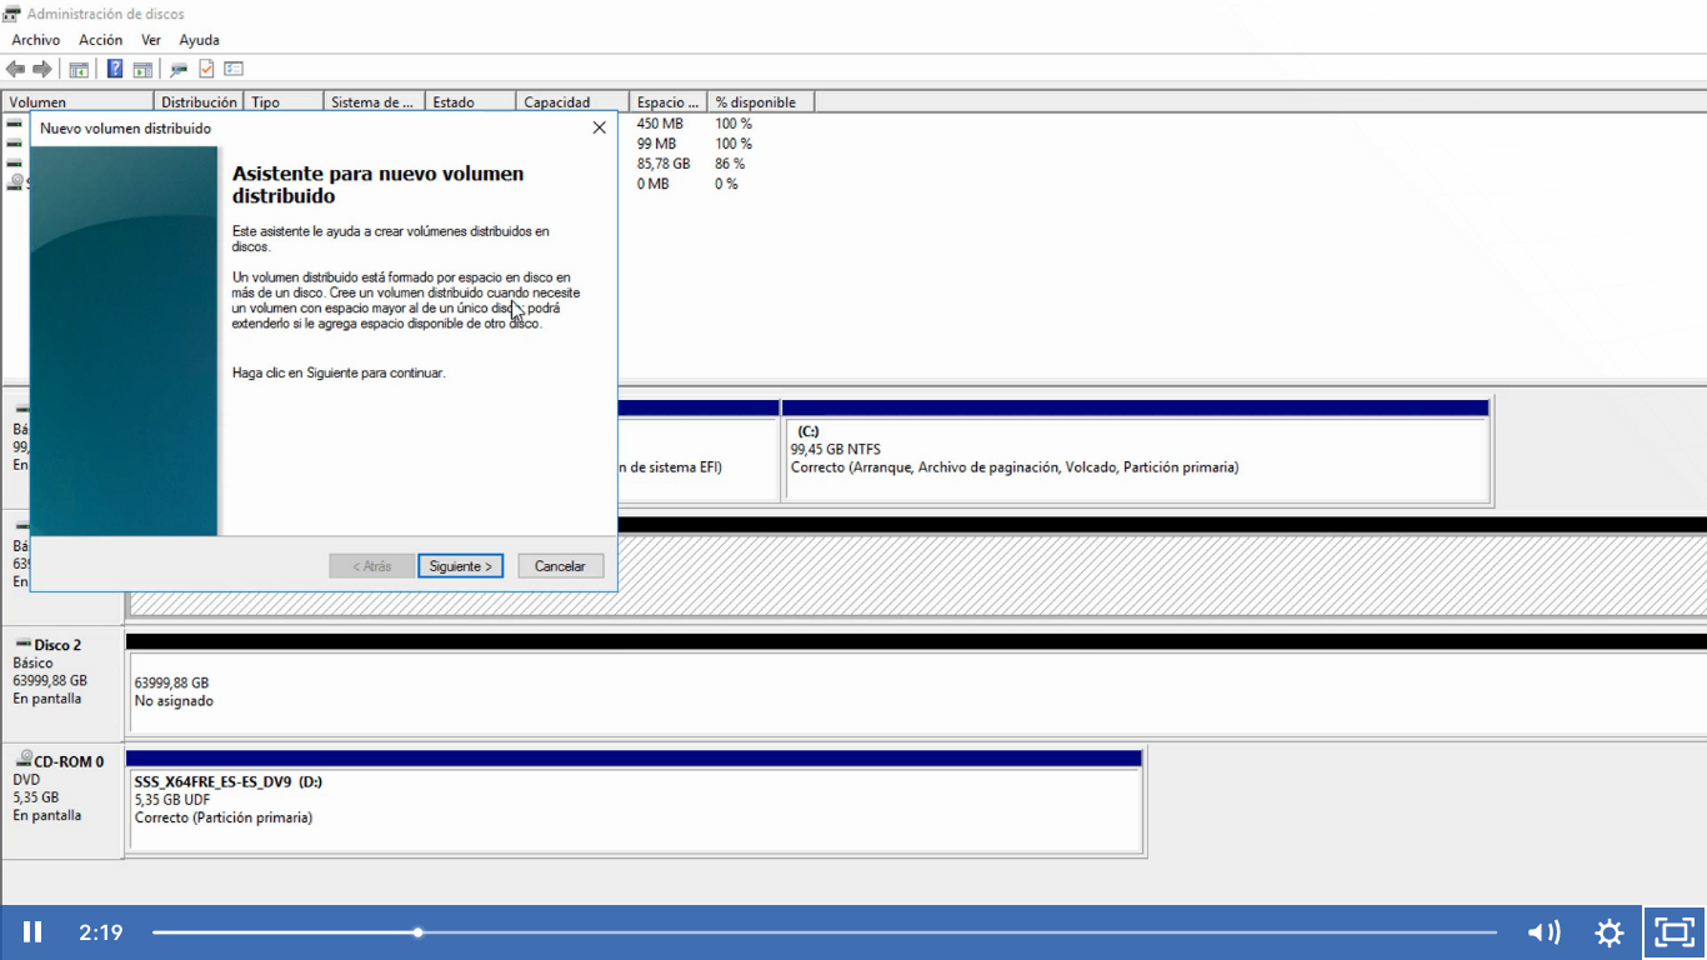 Administración de discos
Archivo Acción Ver Ayuda
Volumen Distribución Tipo Sistema de ... Estado Capacidad Espacio ... % disponible
450 MB 100 %
99 MB 100 %
85,78 GB 86 %
0 MB 0 %
Nuevo volumen distribuido
Asistente para nuevo volumen
distribuido
Este asistente le ayuda a crear volúmenes distribuidos en
discos.
Un volumen distribuido está formado por espacio en disco en
más de un disco. Cree un volumen distribuido cuando necesite
un volumen con espacio mayor al de un único podrá
extenderlo si le agrega espacio disponible de otro disco.
Haga clic en Siguiente para continuar.
< Atrás Siguiente > Cancelar
Bá
99,
En
n de sistema EFI)
(C:)
99,45 GB NTFS
Correcto (Arranque, Archivo de paginación, Volcado, Partición primaria)
Bá
639
En
Disco 2
Básico
63999,88 GB
En pantalla
63999,88 GB
No asignado
CD-ROM 0
DVD
5,35 GB
En pantalla
SSS_X64FRE_ES-ES_DV9 (D:)
5,35 GB UDF
Correcto (Partición primaria)
2:19